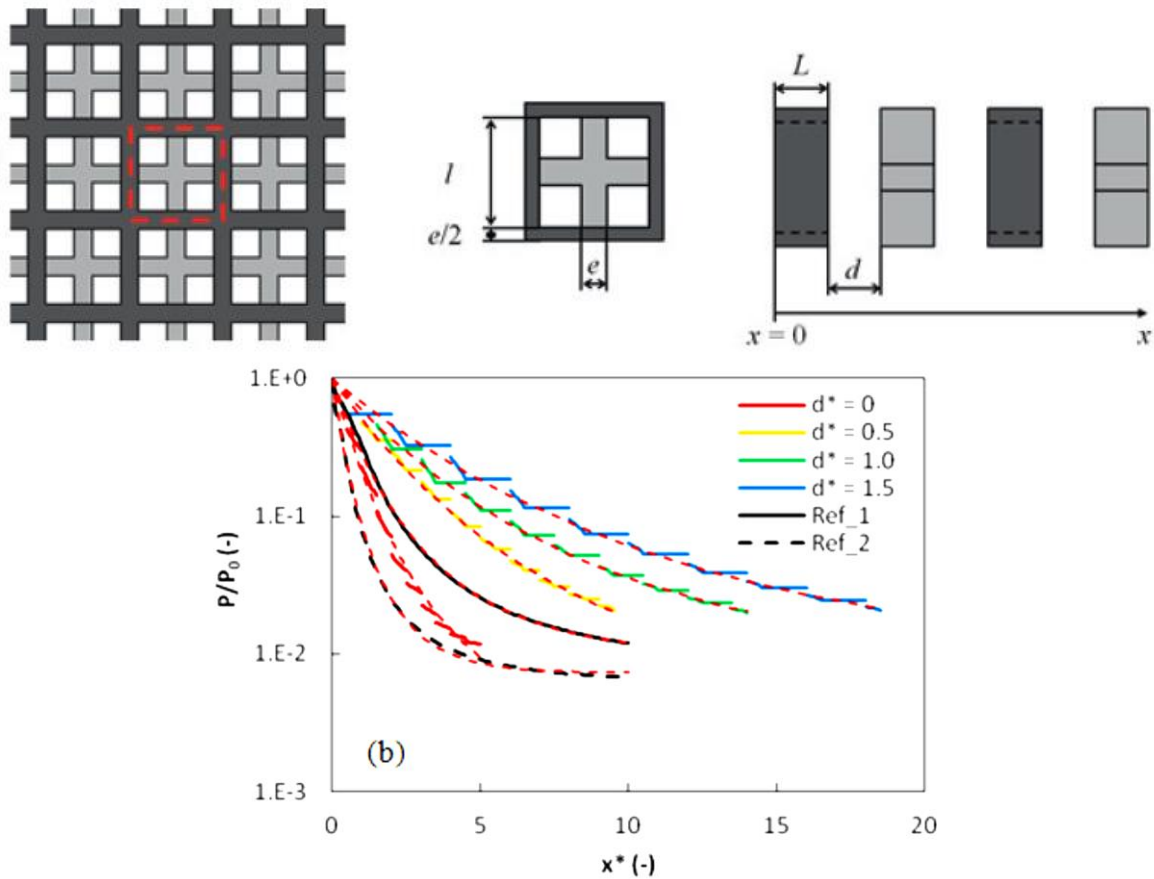 L
l
e/2
e
d
x = 0
x
1.E+0
1.E-1
1.E-2
1.E-3
P/P₀ (-)
d* = 0
d* = 0.5
d* = 1.0
d* = 1.5
Ref_1
Ref_2
(b)
0
5
10
15
20
x* (-)